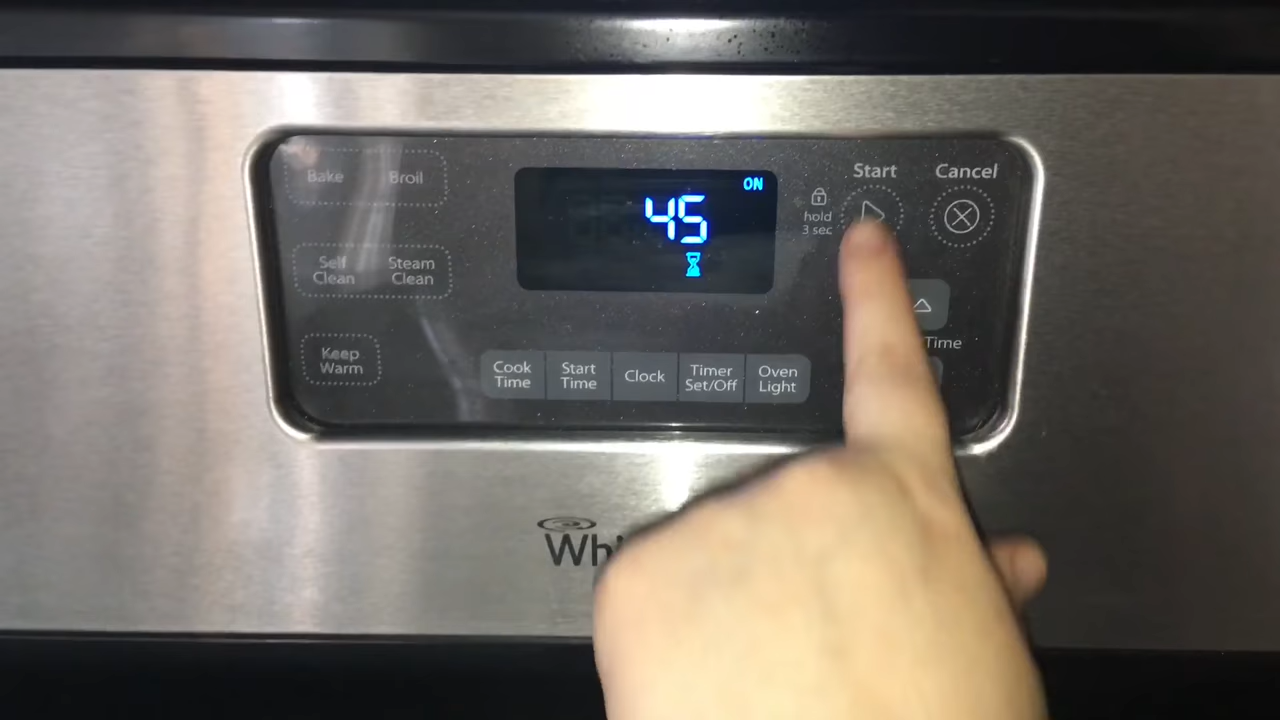 Bake Broil
Self Clean
Steam Clean
Keep Warm
ON
45
hold
3 sec
Start
Cancel
Time
Cook Time
Start Time
Clock
Timer Set/Off
Oven Light
Whi